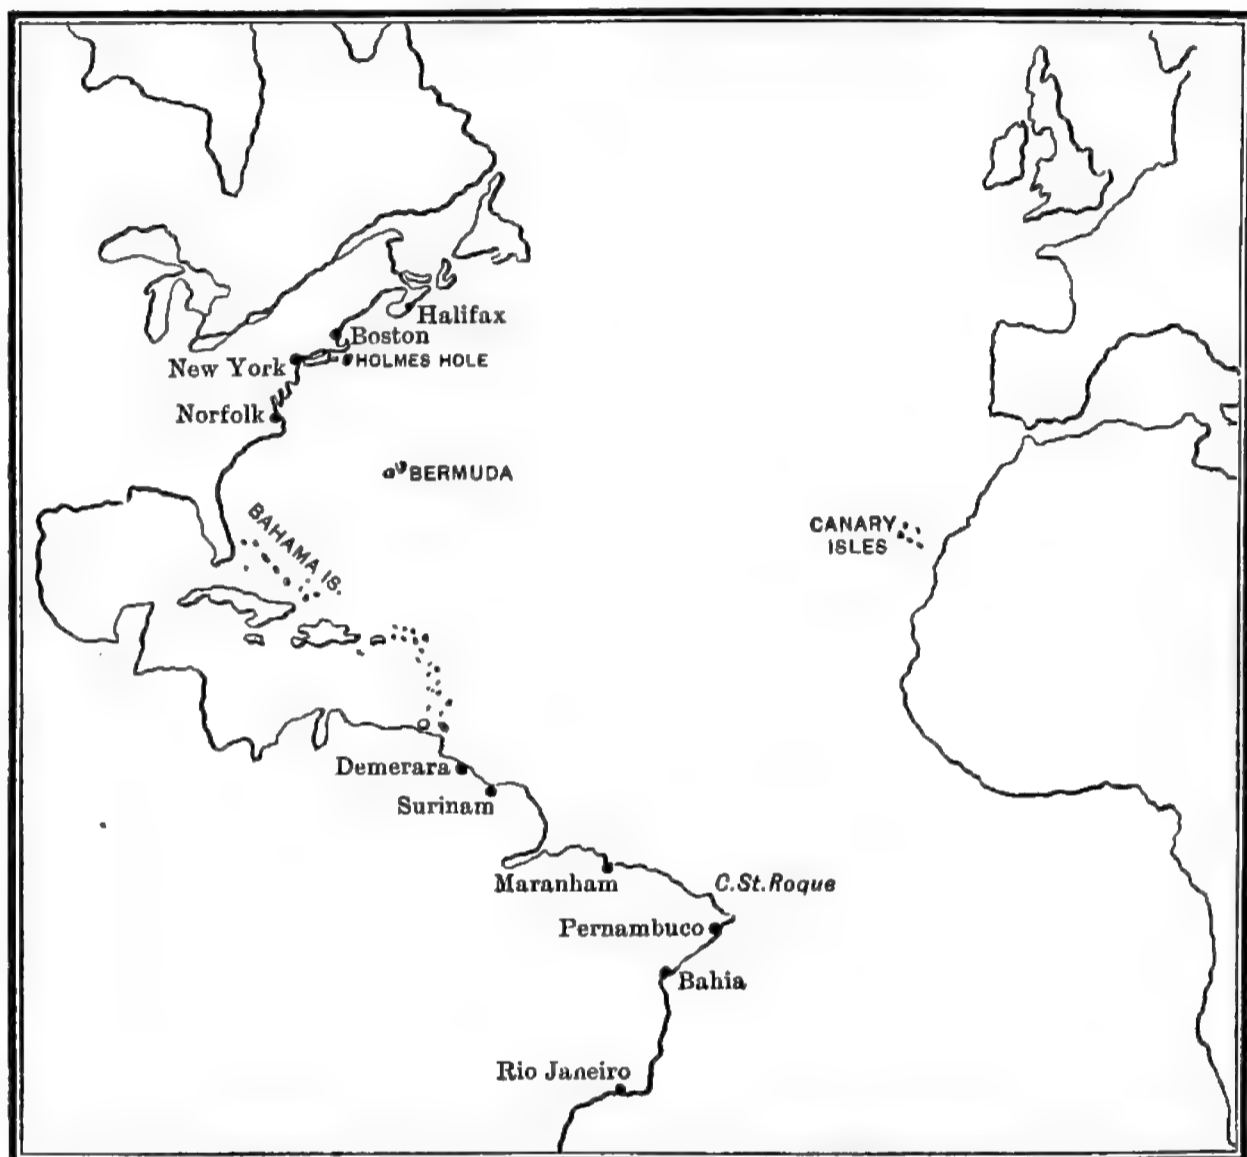 Halifax
Boston
New York
HOLMES HOLE
Norfolk
BERMUDA
BAHAMA IS.
CANARY
ISLES
Demerara
Surinam
Maranham
C.St.Roque
Pernambuco
Bahia
Rio Janeiro